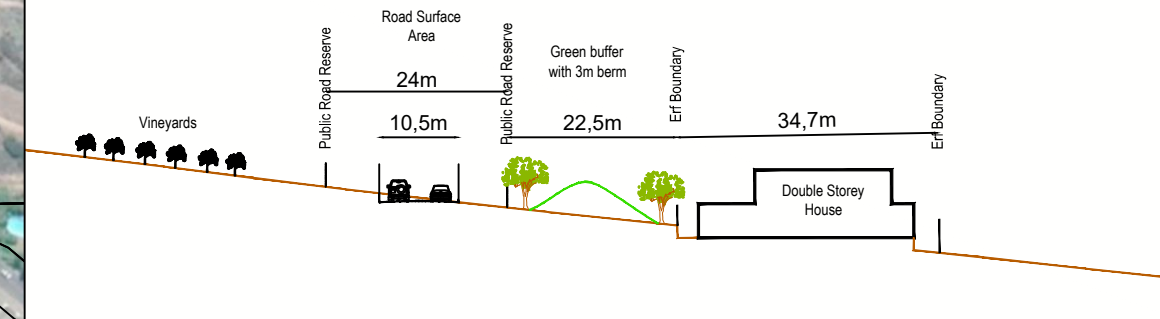 Road Surface
Area
Public Road Reserve
24m
10,5m
Public Road Reserve
Green buffer
with 3m berm
22,5m
Erf Boundary
34,7m
Erf Boundary
Vineyards
Double Storey
House